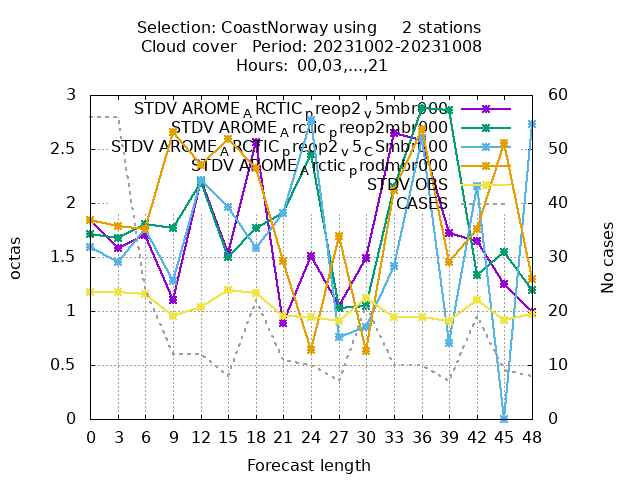 Selection: CoastNorway using 2 stations
Cloud cover Period: 20231002-20231008
Hours: 00,03,...,21
STDV AROME_ARCTIC_preop2_v_5mbr000
STDV AROME_Arctic_preop2mbr000
STDV AROME_ARCTIC_preop2_v5_C_5mbr000
STDV AROME_Arctic_prodmbr000
STDV OBS
CASES
3
2.5
2
1.5
1
0.5
0
60
50
40
30
20
10
0
octas
No cases
0 3 6 9 12 15 18 21 24 27 30 33 36 39 42 45 48
Forecast length